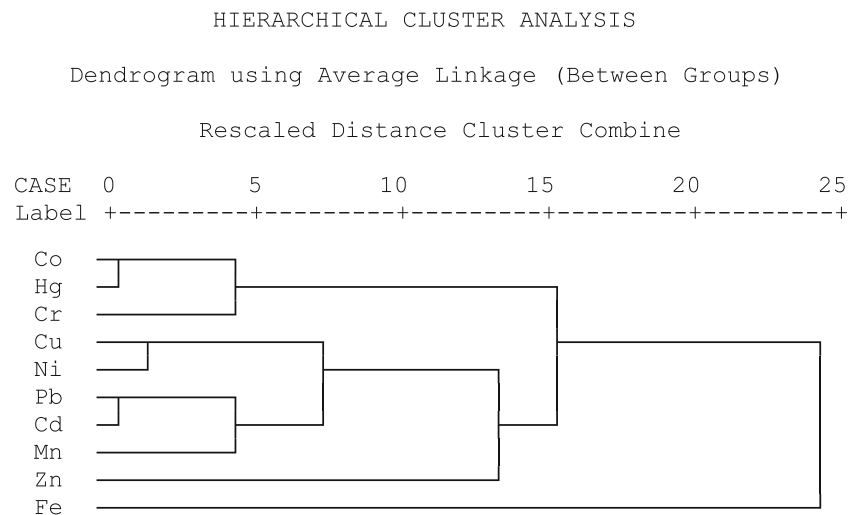 HIERARCHICAL CLUSTER ANALYSIS
Dendrogram using Average Linkage (Between Groups)
Rescaled Distance Cluster Combine
CASE 0 5 10 15 20 25
Label +---------+---------+---------+---------+---------+
Co
Hg
Cr
Cu
Ni
Pb
Cd
Mn
Zn
Fe